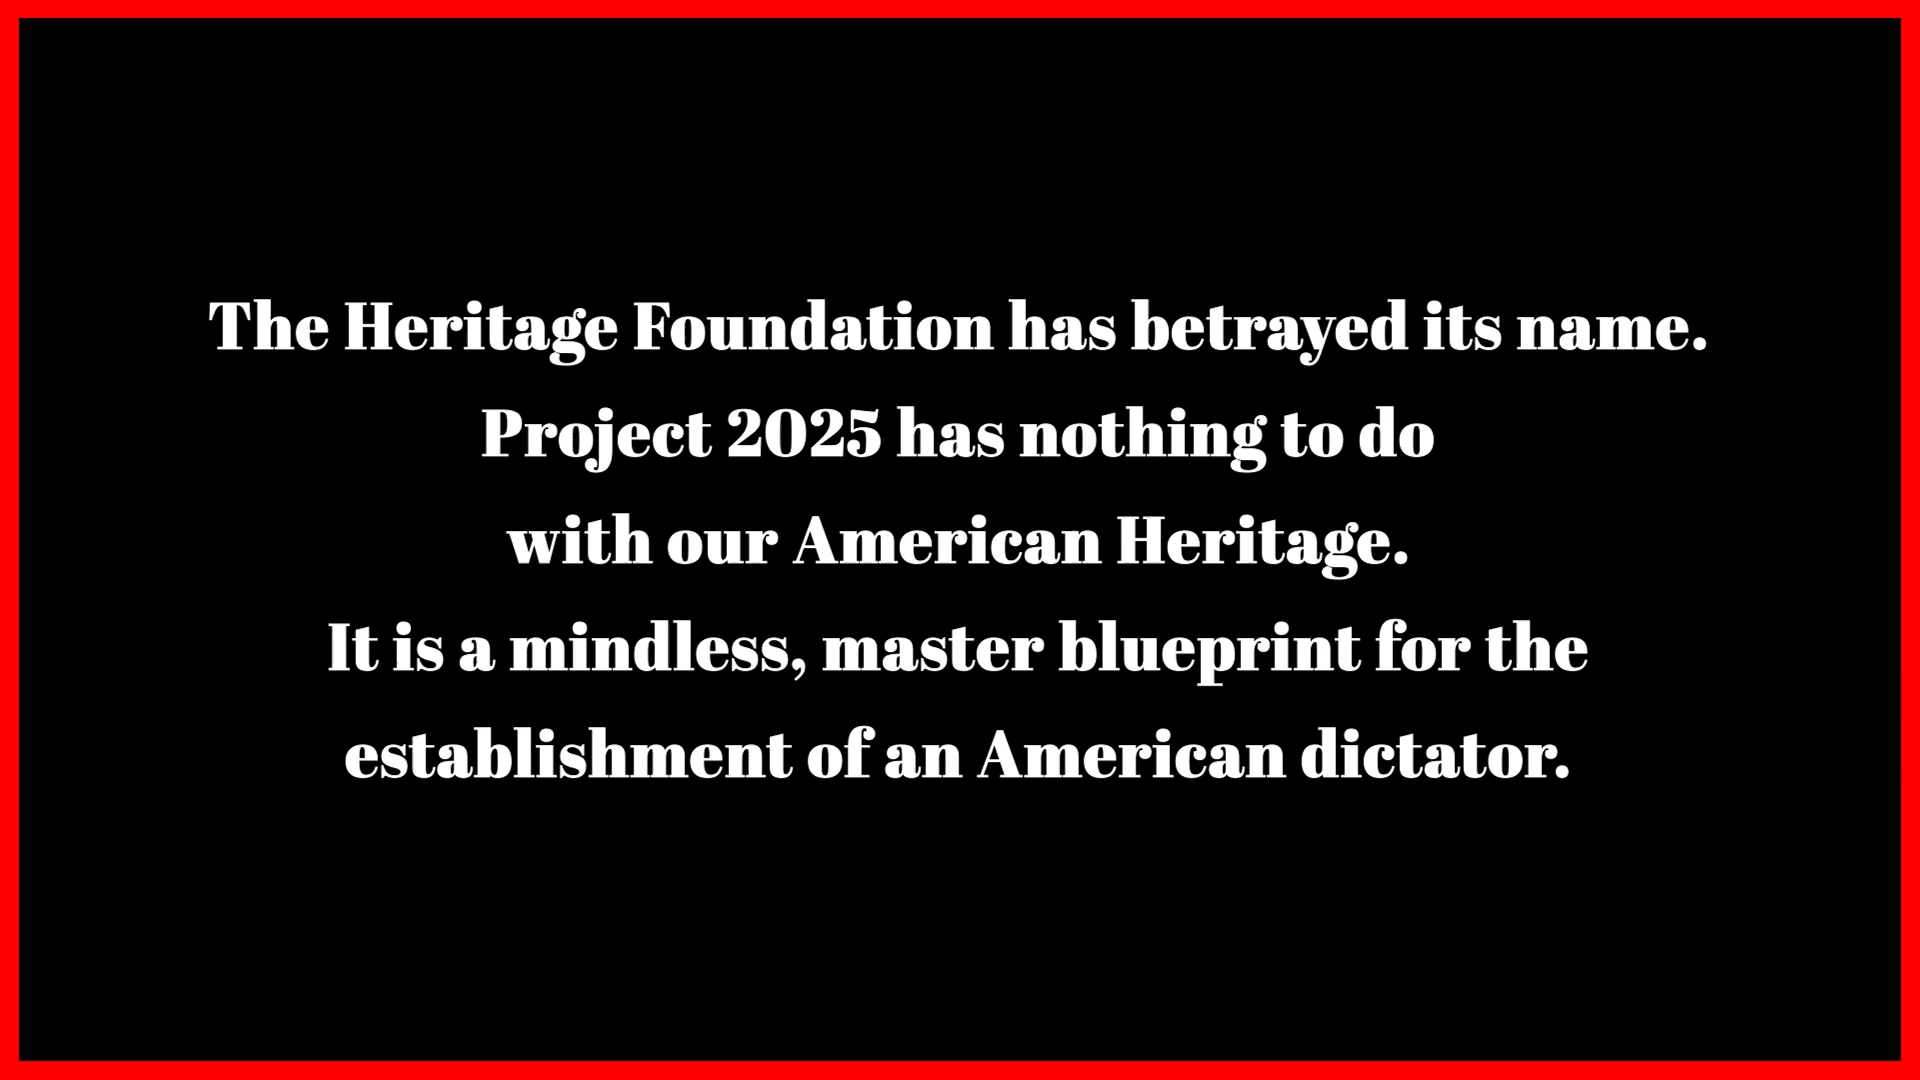 The Heritage Foundation has betrayed its name.
Project 2025 has nothing to do
with our American Heritage.
It is a mindless, master blueprint for the
establishment of an American dictator.